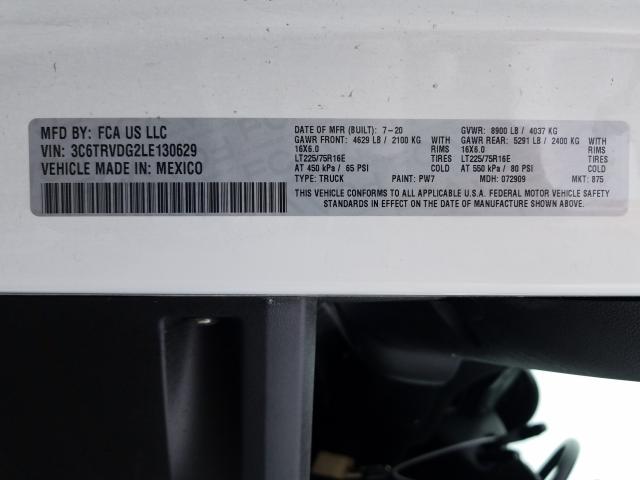 MFD BY: FCA US LLC
VIN: 3C6TRVDG2LE130629
VEHICLE MADE IN: MEXICO
DATE OF MFR (BUILT): 7-20 GVWR: 8900 LB / 4037 KG
GAWR FRONT: 4629 LB / 2100 KG WITH GAWR REAR: 5291 LB / 2400 KG WITH
16X6.0 RIMS 16X6.0 RIMS
LT225/75R16E TIRES LT225/75R16E TIRES
AT 450 kPa / 65 PSI COLD AT 550 kPa / 80 PSI COLD
TYPE: TRUCK PAINT: PW7 MDH: 072909 MKT: 875
THIS VEHICLE CONFORMS TO ALL APPLICABLE U.S.A. FEDERAL MOTOR VEHICLE SAFETY
STANDARDS IN EFFECT ON THE DATE OF MANUFACTURE SHOWN ABOVE.